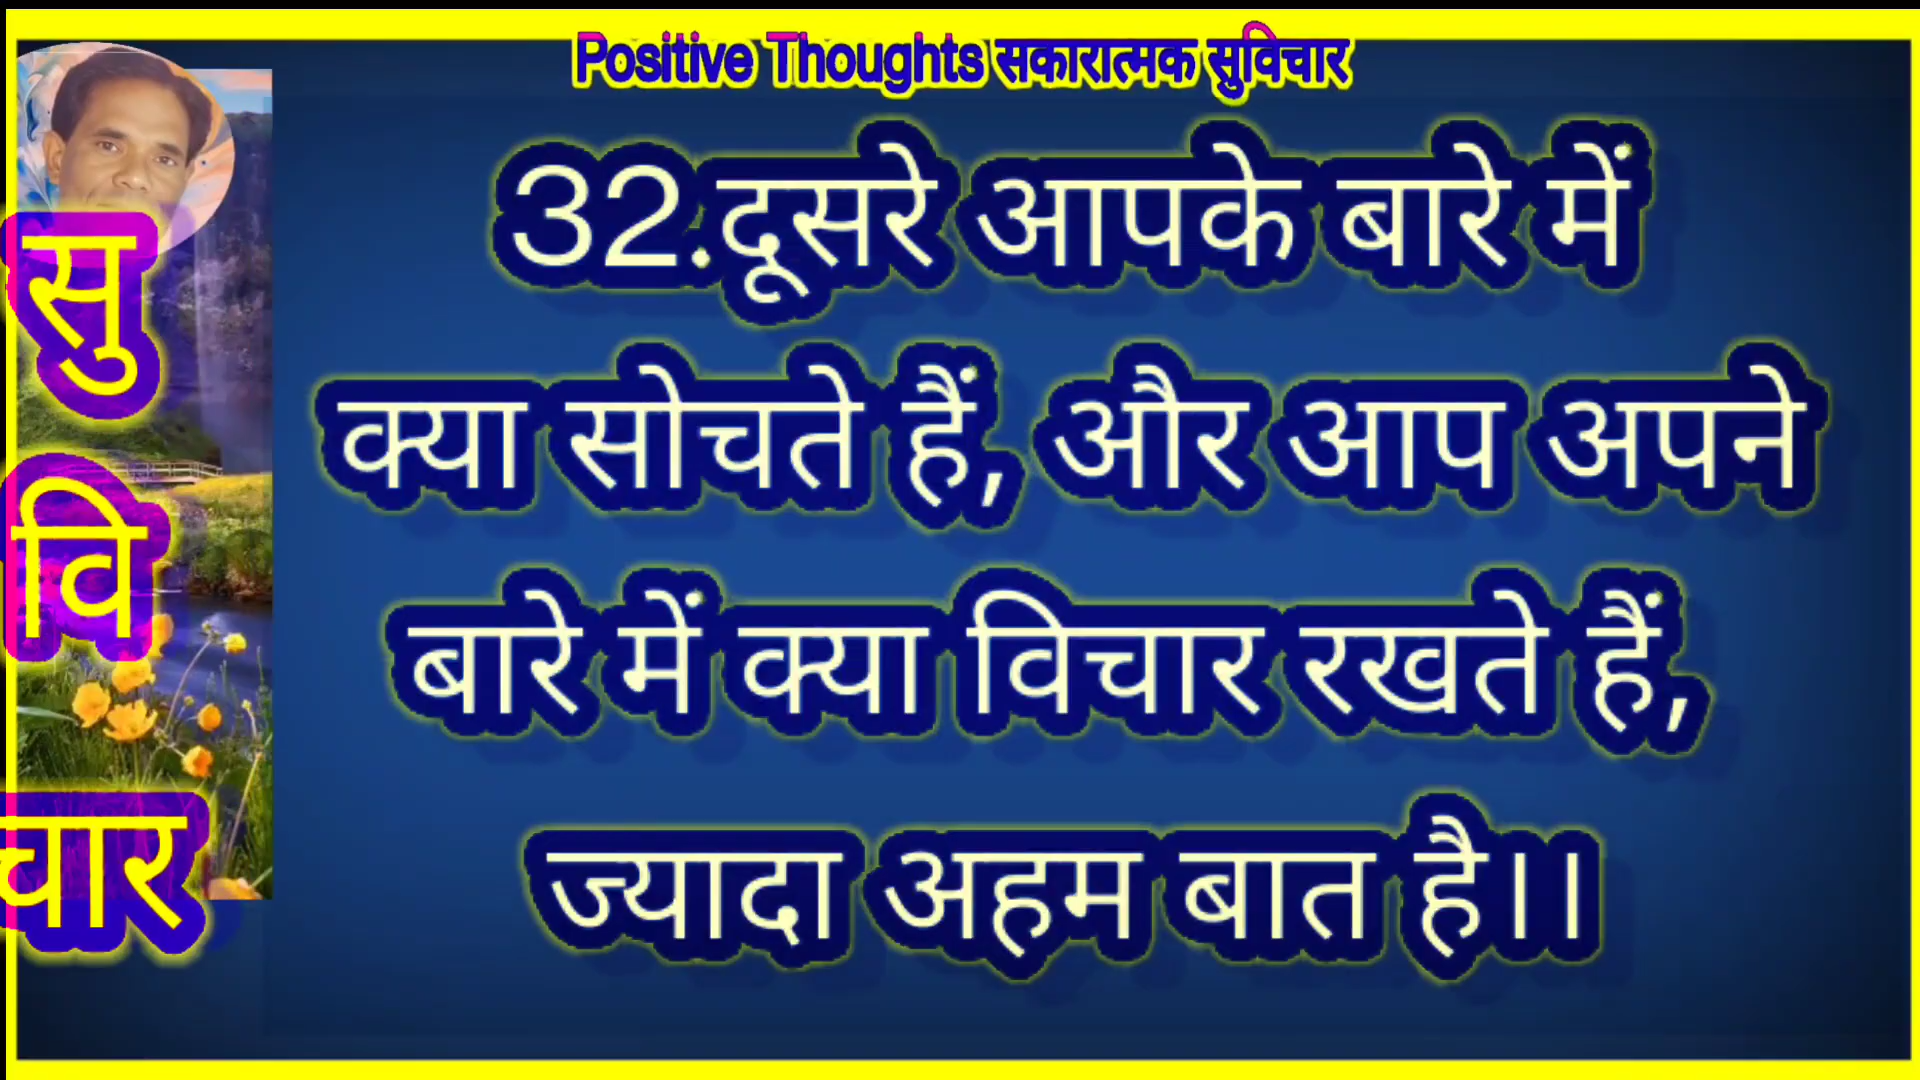 Positive Thoughts सकारात्मक सुविचार
32.दूसरे आपके बारे में
क्या सोचते हैं, और आप अपने
बारे में क्या विचार रखते हैं,
ज्यादा अहम बात है।।
सु
वि
चार